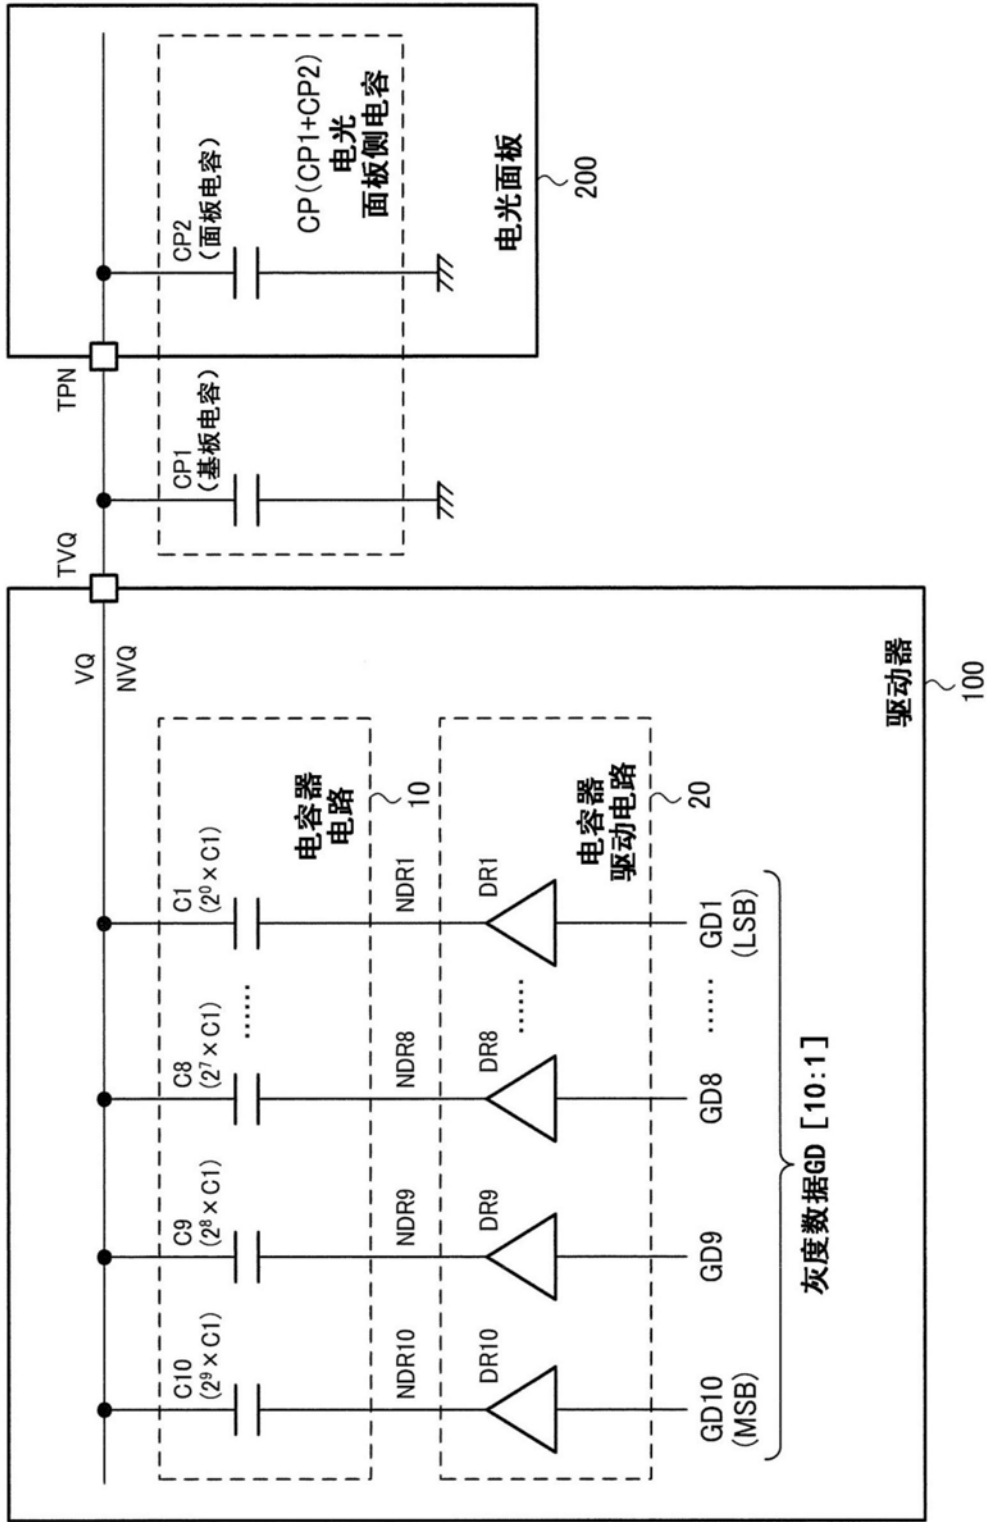 VQ
NVQ
TVQ
TPN
C10
(2⁹×C1)
C9
(2⁸×C1)
C8
(2⁷×C1)
C1
(2⁰×C1)
CP1
(基板电容)
CP2
(面板电容)
CP(CP1+CP2)
电光
面板侧电容
......
电容器
电路
10
NDR10
NDR9
NDR8
NDR1
DR10
DR9
DR8
......
DR1
电容器
驱动电路
20
电光面板
200
GD10
(MSB)
GD9
GD8
......
GD1
(LSB)
灰度数据GD [10:1]
驱动器
100